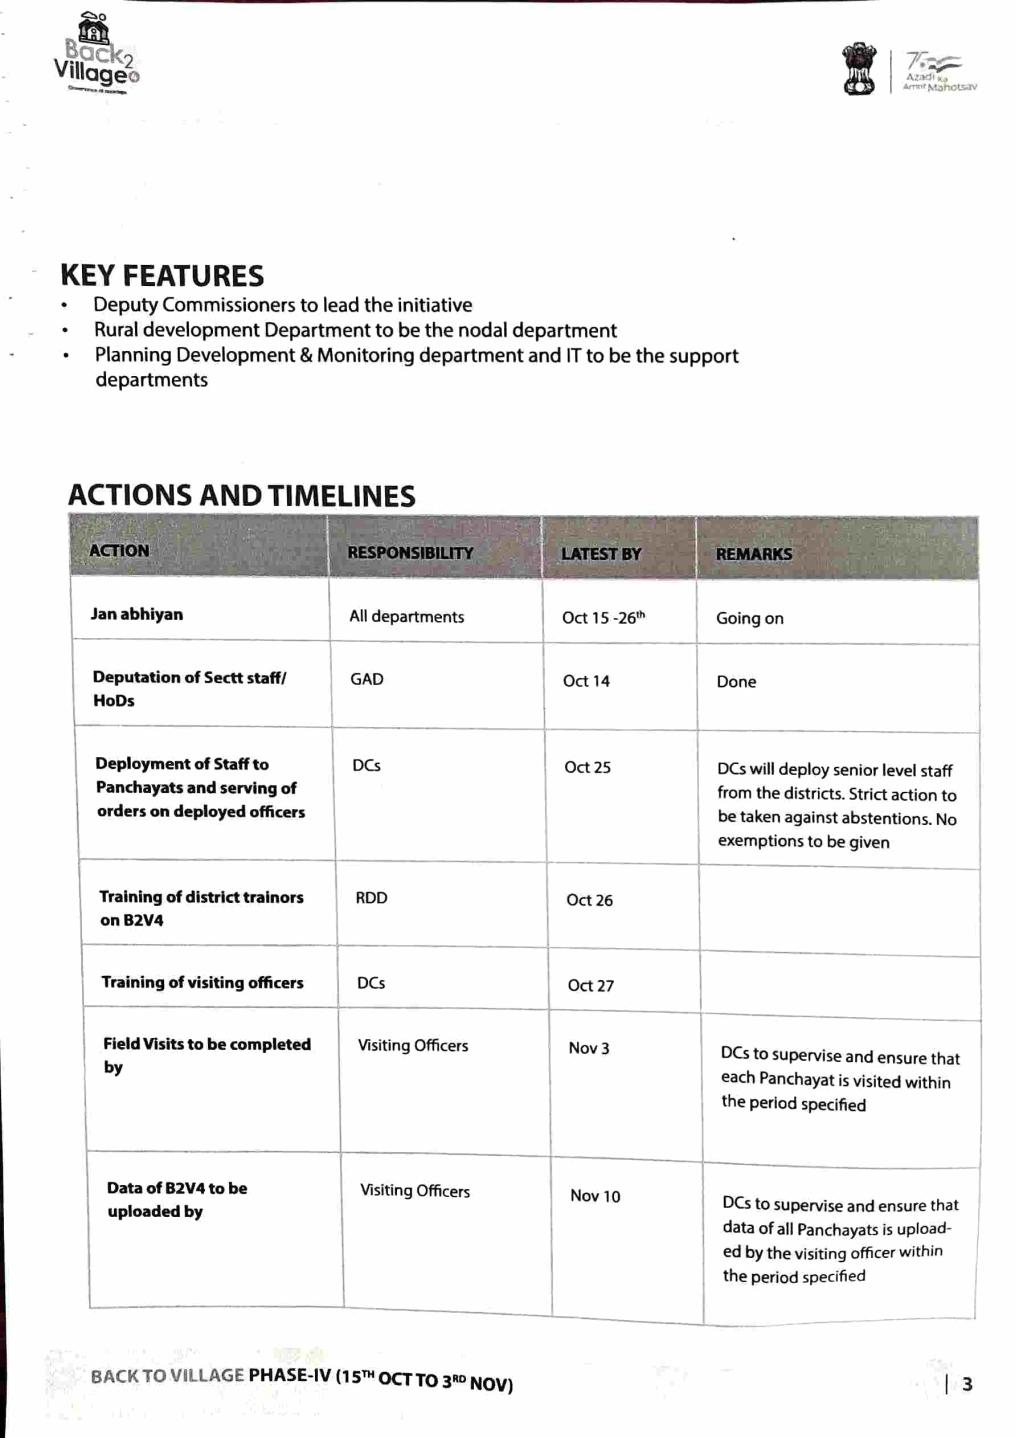 Back2
Village
Azadi Ka
Amrit Mahotsav
KEY FEATURES
• Deputy Commissioners to lead the initiative
• Rural development Department to be the nodal department
• Planning Development & Monitoring department and IT to be the support
departments
ACTIONS AND TIMELINES
ACTION RESPONSIBILITY LATEST BY REMARKS
Jan abhiyan All departments Oct 15 -26th Going on
Deputation of Sectt staff/ GAD Oct 14 Done
HoDs
Deployment of Staff to DCs Oct 25 DCs will deploy senior level staff
Panchayats and serving of from the districts. Strict action to
orders on deployed officers be taken against abstentions. No
exemptions to be given
Training of district trainors RDD Oct 26
on B2V4
Training of visiting officers DCs Oct 27
Field Visits to be completed Visiting Officers Nov 3 DCs to supervise and ensure that
by each Panchayat is visited within
the period specified
Data of B2V4 to be Visiting Officers Nov 10 DCs to supervise and ensure that
uploaded by data of all Panchayats is upload-
ed by the visiting officer within
the period specified
BACK TO VILLAGE PHASE-IV (15TH OCT TO 3RD NOV) | 3